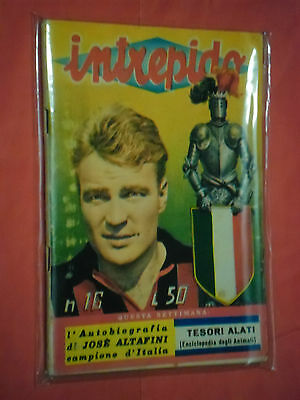 intrepido
n 16 L 50
QUESTA SETTIMANA
l'Autobiografia
di JOSÉ ALTAFINI
campione d'Italia
TESORI ALATI
(Enciclopedia degli Animali)